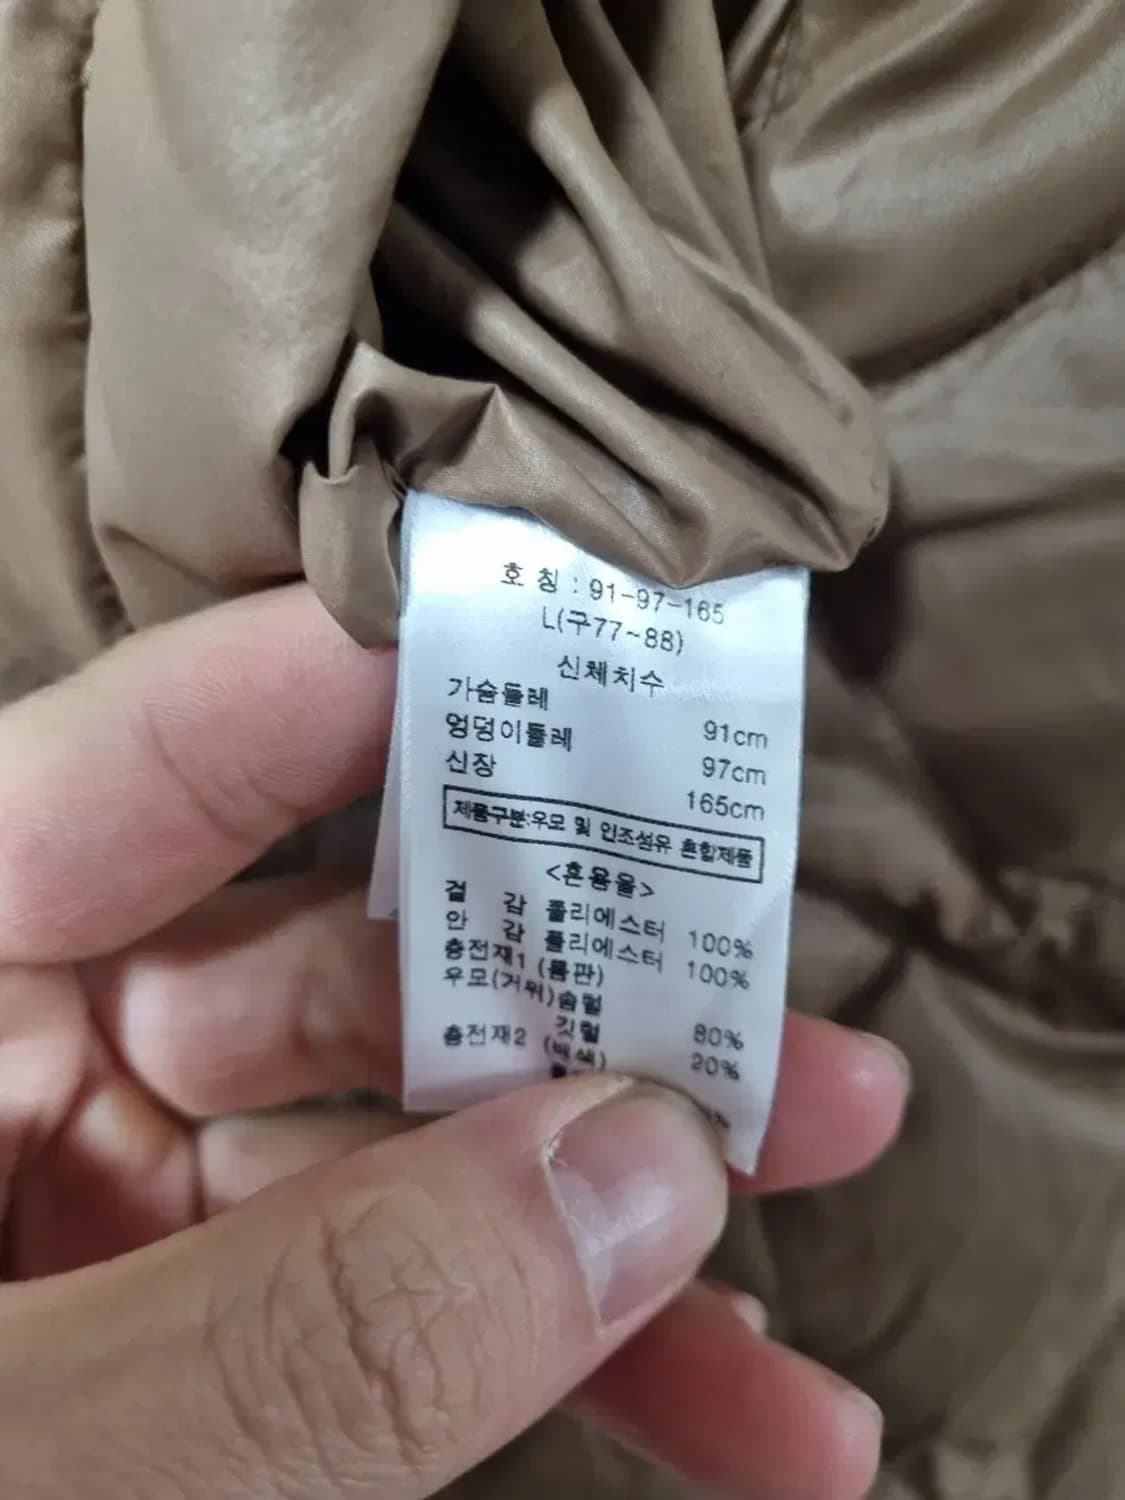 호 칭 : 91-97-165
L(구77~88)
신체치수
가슴둘레 91cm
엉덩이둘레 97cm
신장 165cm
제품구분:우모 및 인조섬유 혼합제품
<혼용율>
겉 감 폴리에스터 100%
안 감 폴리에스터 100%
충전재1 (몸판)
우모(거위)솜털 80%
깃털 20%
충전재2 (배색)